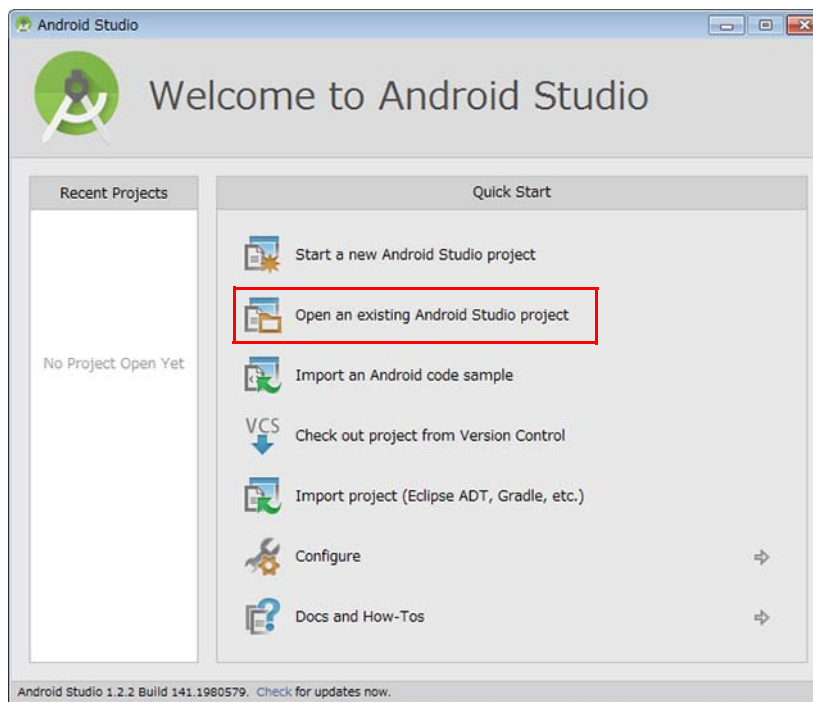 Android Studio
Welcome to Android Studio
Recent Projects
No Project Open Yet
Quick Start
Start a new Android Studio project
Open an existing Android Studio project
Import an Android code sample
VCS
Check out project from Version Control
Import project (Eclipse ADT, Gradle, etc.)
Configure
Docs and How-Tos
Android Studio 1.2.2 Build 141.1980579. Check for updates now.